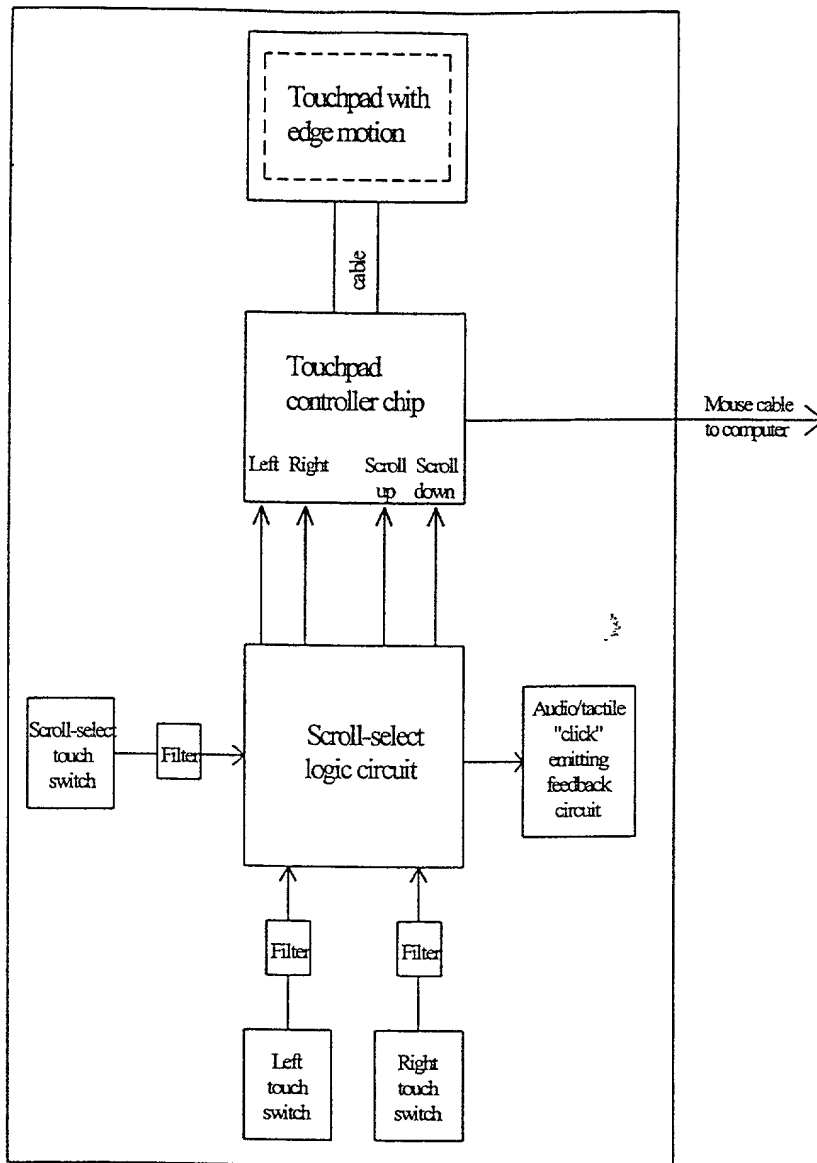 Touchpad with
edge motion
cable
Touchpad
controller chip
Mouse cable
to computer
Left Right Scroll Scroll
up down
Scroll-select
touch
switch
Filter
Scroll-select
logic circuit
Audio/tactile
"click"
emitting
feedback
circuit
Filter
Filter
Left
touch
switch
Right
touch
switch